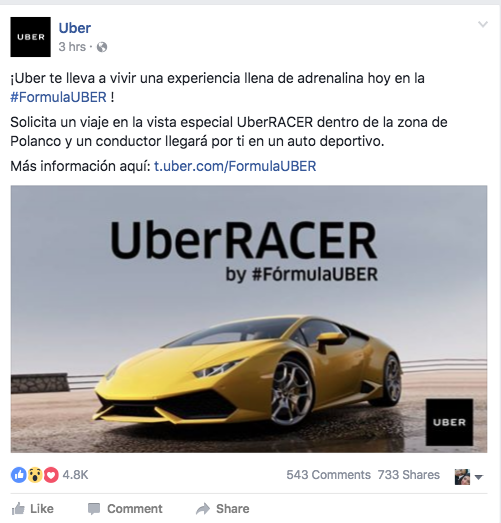 UBER
Uber
3 hrs ·
¡Uber te lleva a vivir una experiencia llena de adrenalina hoy en la
#FormulaUBER !
Solicita un viaje en la vista especial UberRACER dentro de la zona de
Polanco y un conductor llegará por ti en un auto deportivo.
Más información aquí: t.uber.com/FormulaUBER
UberRACER
by #FórmulaUBER
UBER
4.8K
543 Comments 733 Shares
Like Comment Share